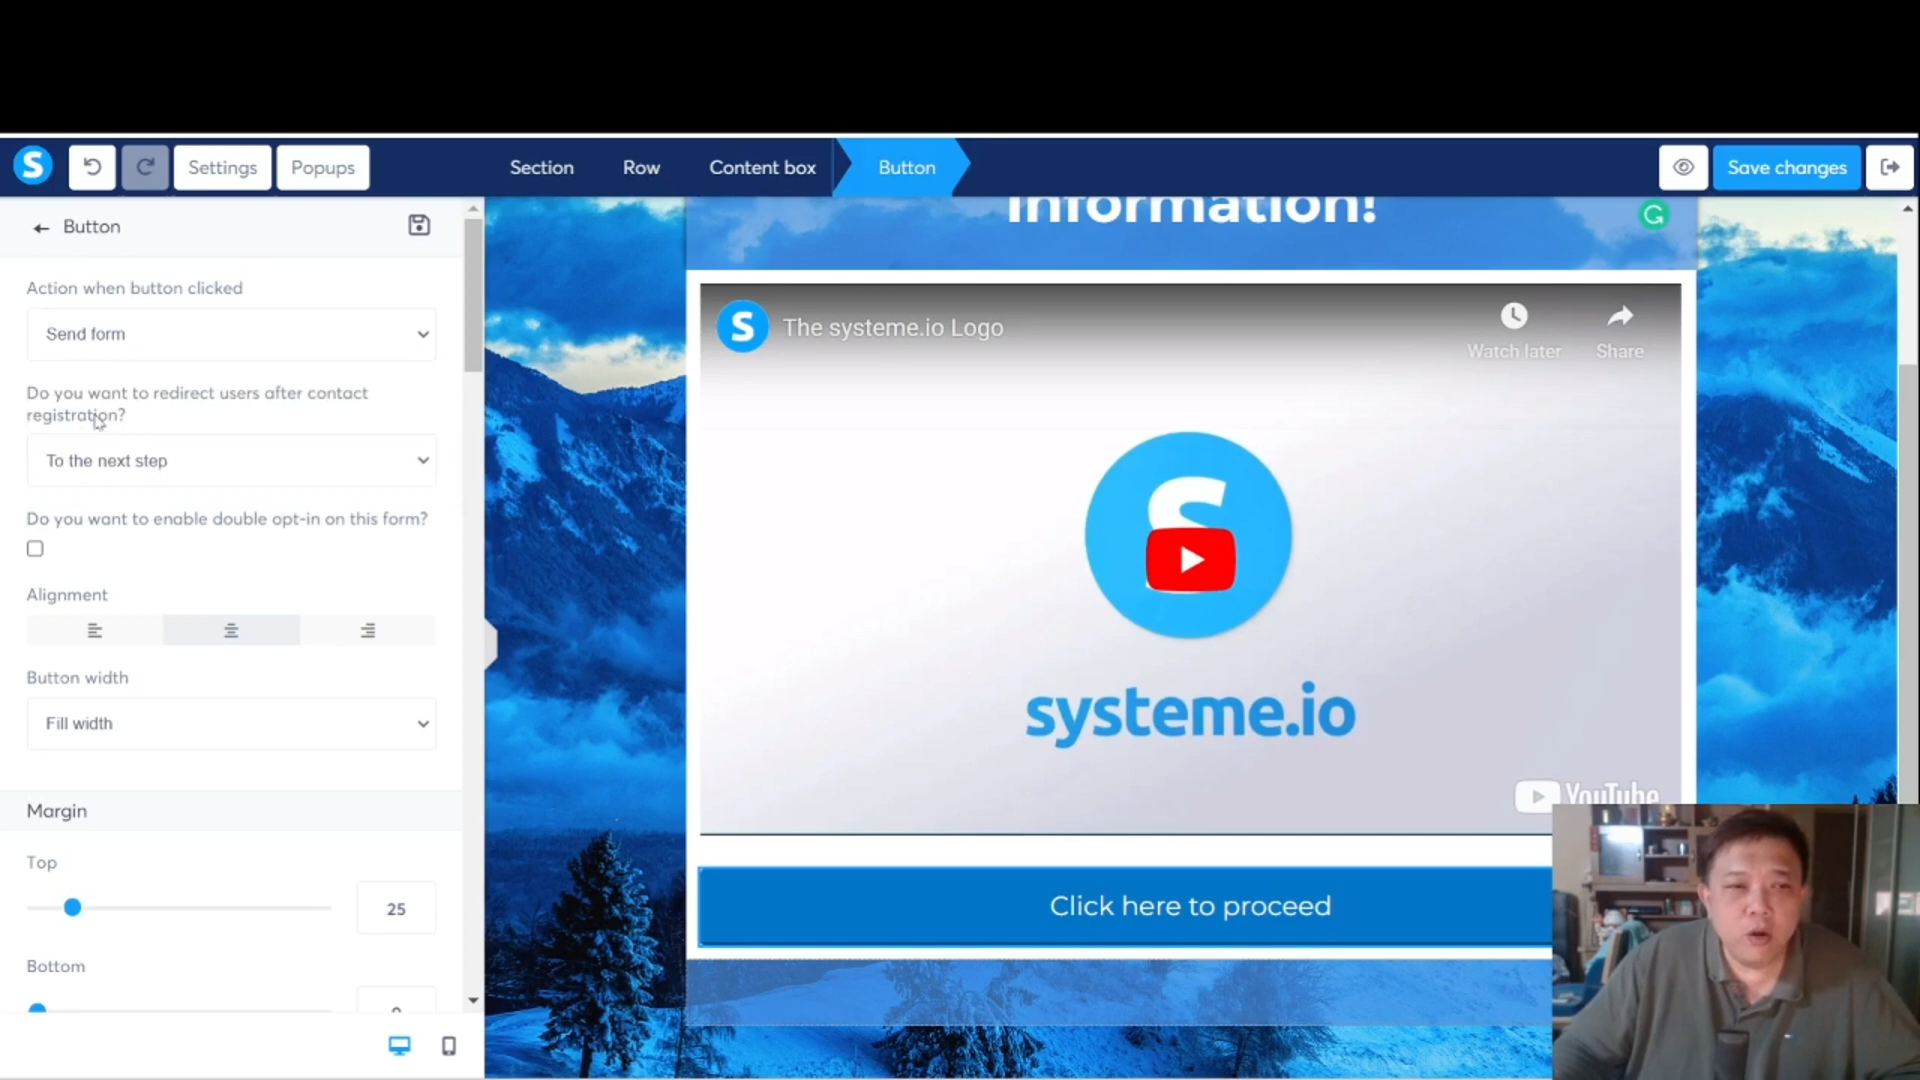 S
Settings
Popups
Section
Row
Content box
Button
Save changes
Button
Action when button clicked
Send form
Do you want to redirect users after contact
registration?
To the next step
Do you want to enable double opt-in on this form?
Alignment
Button width
Fill width
Margin
Top
25
Bottom
Information!
G
S
The systeme.io Logo
Watch later
Share
S
systeme.io
YouTube
Click here to proceed